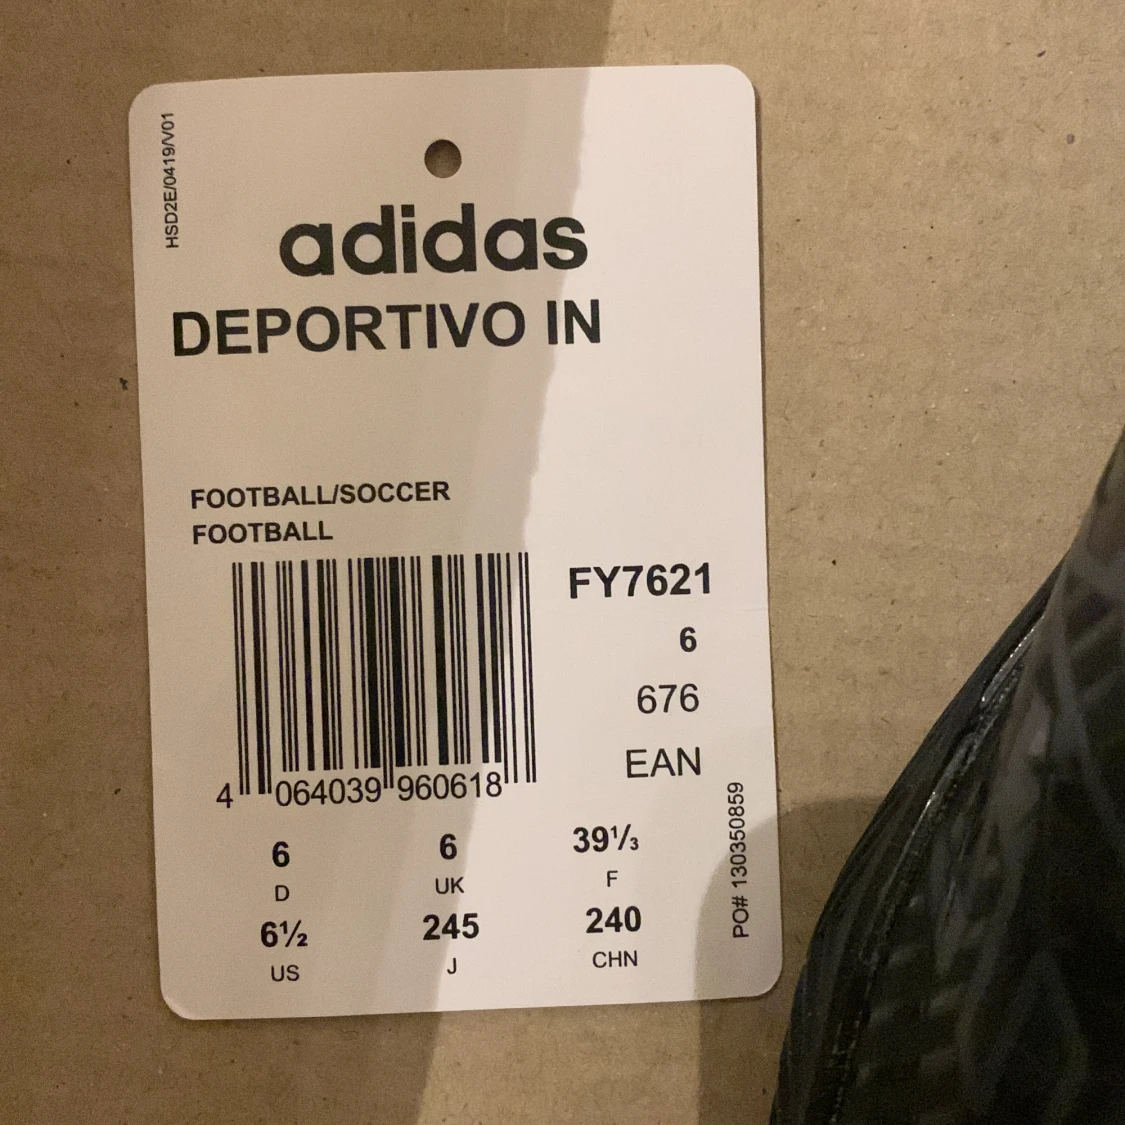 HSD2E/0419/V01
adidas
DEPORTIVO IN
FOOTBALL/SOCCER
FOOTBALL
FY7621
6
676
EAN
4 064039 960618
6 6 39⅓
D UK F
6½ 245 240
US J CHN
PO# 130350859